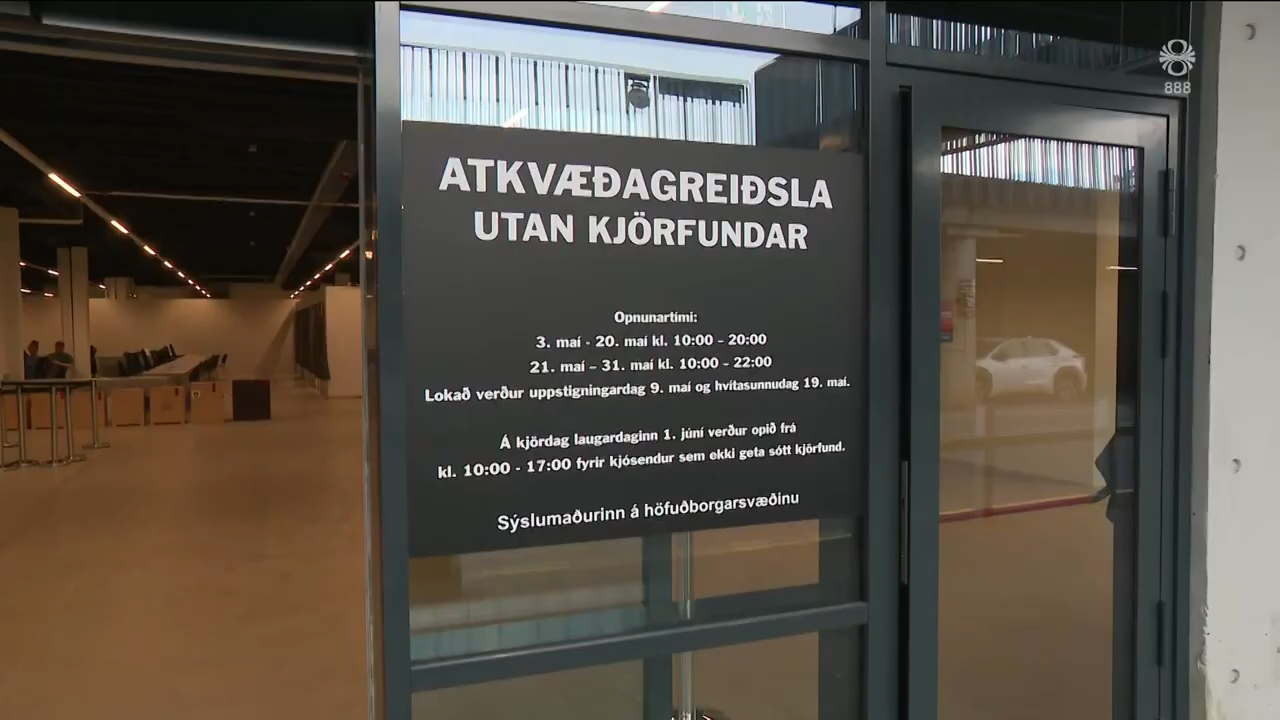 888
ATKVÆÐAGREIÐSLA
UTAN KJÖRFUNDAR
Opnunartími:
3. maí - 20. maí kl. 10:00 - 20:00
21. maí – 31. maí kl. 10:00 - 22:00
Lokað verður uppstigningardag 9. maí og hvítasunnudag 19. maí.
Á kjördag laugardaginn 1. júní verður opið frá
kl. 10:00 - 17:00 fyrir kjósendur sem ekki geta sótt kjörfund.
Sýslumaðurinn á höfuðborgarsvæðinu